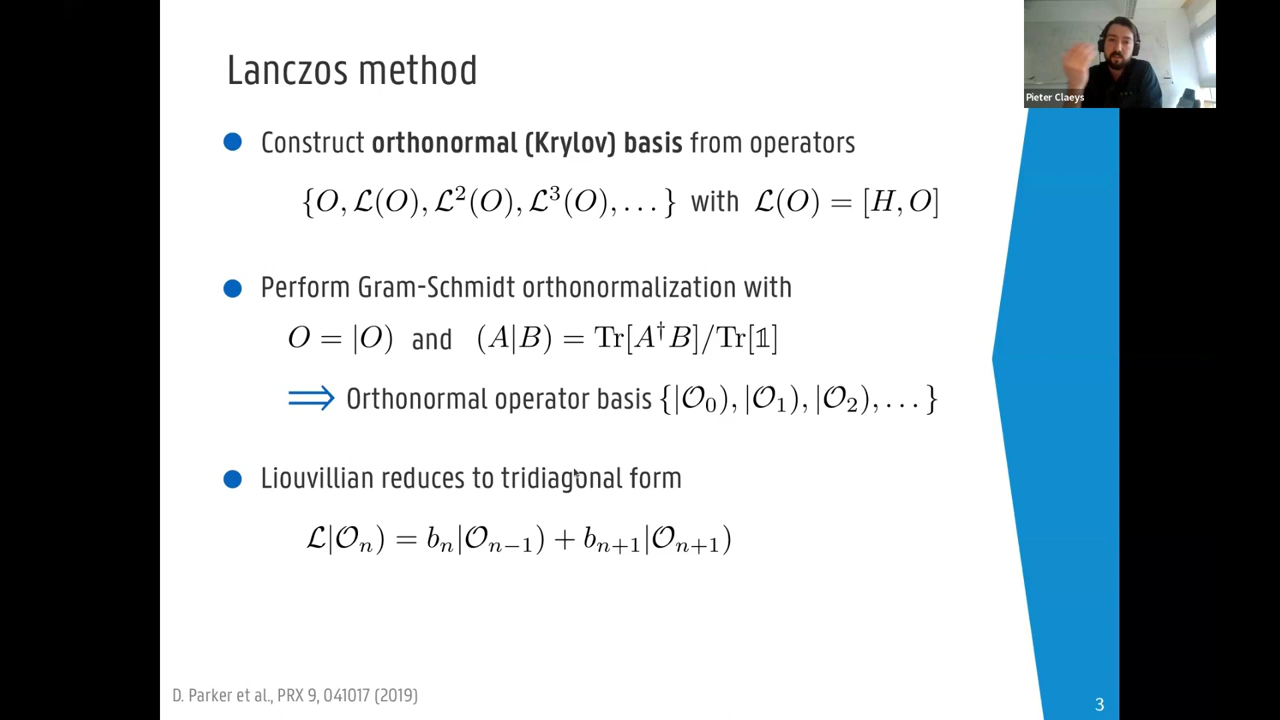 Lanczos method
Pieter Claeys
Construct orthonormal (Krylov) basis from operators
{O, ℒ(O), ℒ²(O), ℒ³(O), . . . } with ℒ(O) = [H, O]
Perform Gram-Schmidt orthonormalization with
O = |O) and (A|B) = Tr[A†B]/Tr[𝟙]
⟹ Orthonormal operator basis {|𝒪₀), |𝒪₁), |𝒪₂), . . . }
Liouvillian reduces to tridiagonal form
ℒ|𝒪ₙ) = bₙ|𝒪ₙ₋₁) + bₙ₊₁|𝒪ₙ₊₁)
D. Parker et al., PRX 9, 041017 (2019)
3